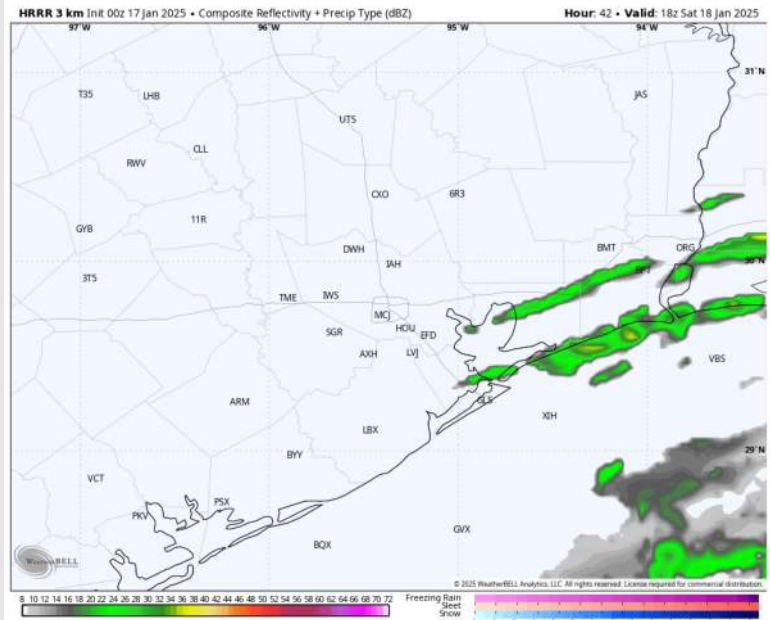 HRRR 3 km Init 00z 17 Jan 2025 • Composite Reflectivity + Precip Type (dBZ) Hour: 42 • Valid: 18z Sat 18 Jan 2025
97°W 96°W 95°W 94°W
31°N
T35 LHB JAS
UTS
CLL
RWV
CXO 6R3
11R
GYB
DWH BMT ORG
IAH
30°N
3T5 BPT
TME IWS
MCJ
SGR HOU EFD
AXH LVJ
VBS
ARM GLS
XIH
LBX
29°N
BYY
VCT
PSX
PKV
GVX
BQX
WeatherBELL
© 2025 WeatherBELL Analytics, LLC. All rights reserved. License required for commercial distribution.
8 10 12 14 16 18 20 22 24 26 28 30 32 34 36 38 40 42 44 46 48 50 52 54 56 58 60 62 64 66 68 70 72
Freezing Rain
Sleet
Snow